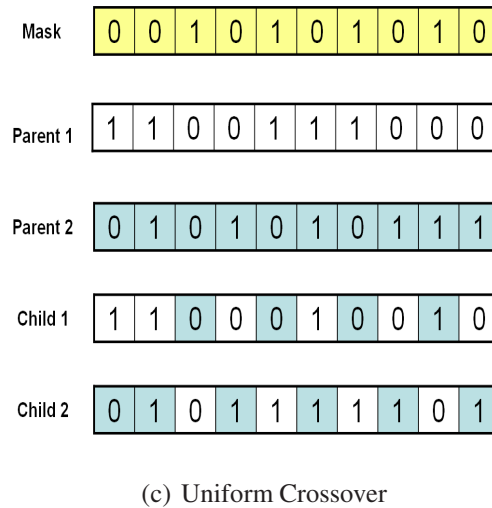 Mask 0 0 1 0 1 0 1 0 1 0
Parent 1 1 1 0 0 1 1 1 0 0 0
Parent 2 0 1 0 1 0 1 0 1 1 1
Child 1 1 1 0 0 0 1 0 0 1 0
Child 2 0 1 0 1 1 1 1 1 0 1
(c) Uniform Crossover